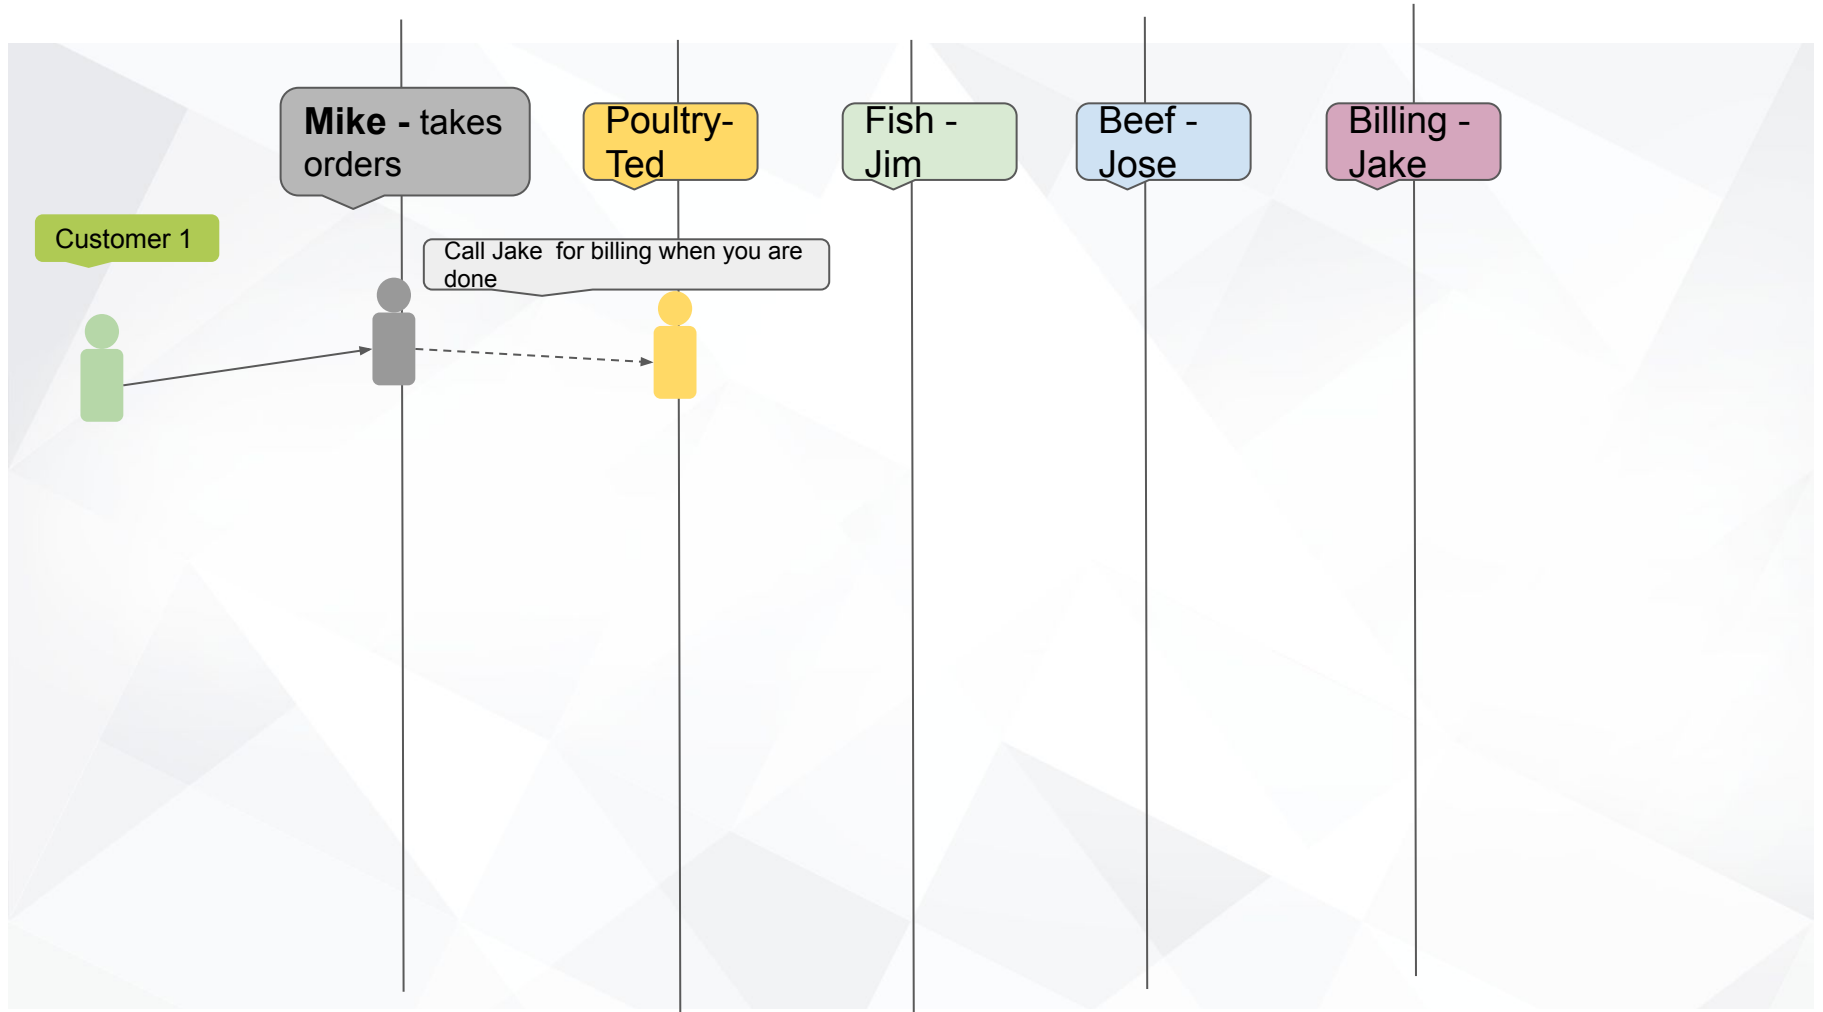 Mike - takes
orders
Poultry-
Ted
Fish -
Jim
Beef -
Jose
Billing -
Jake
Customer 1
Call Jake  for billing when you are
done